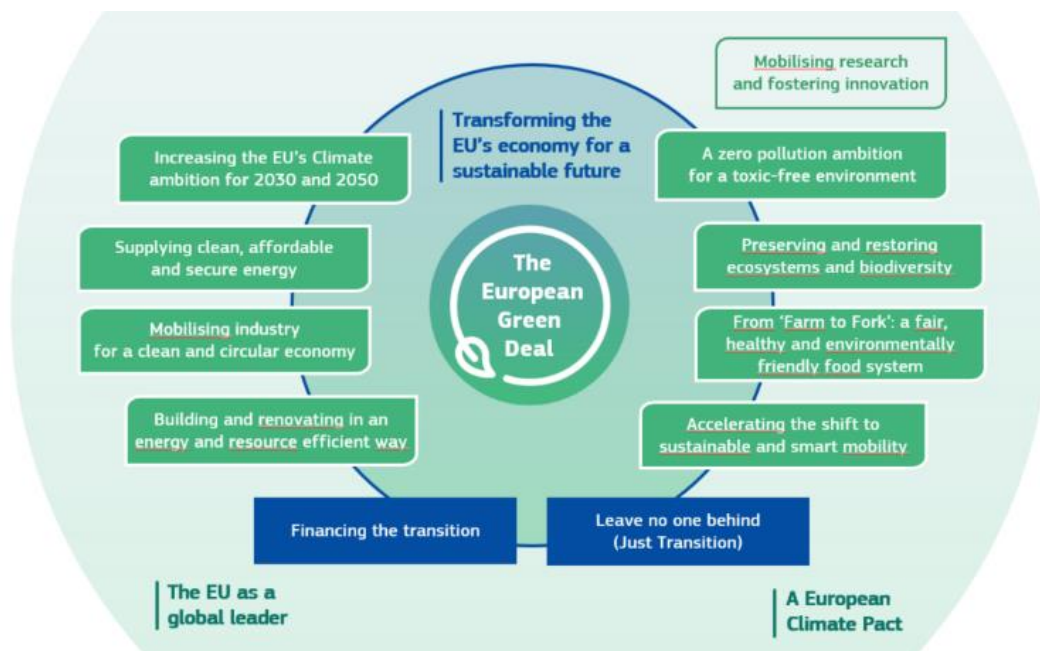 Mobilising research
and fostering innovation
Transforming the
EU's economy for a
sustainable future
Increasing the EU's Climate
ambition for 2030 and 2050
A zero pollution ambition
for a toxic-free environment
Supplying clean, affordable
and secure energy
Preserving and restoring
ecosystems and biodiversity
The
European
Green
Deal
Mobilising industry
for a clean and circular economy
From ‘Farm to Fork’: a fair,
healthy and environmentally
friendly food system
Building and renovating in an
energy and resource efficient way
Accelerating the shift to
sustainable and smart mobility
Financing the transition
Leave no one behind
(Just Transition)
The EU as a
global leader
A European
Climate Pact